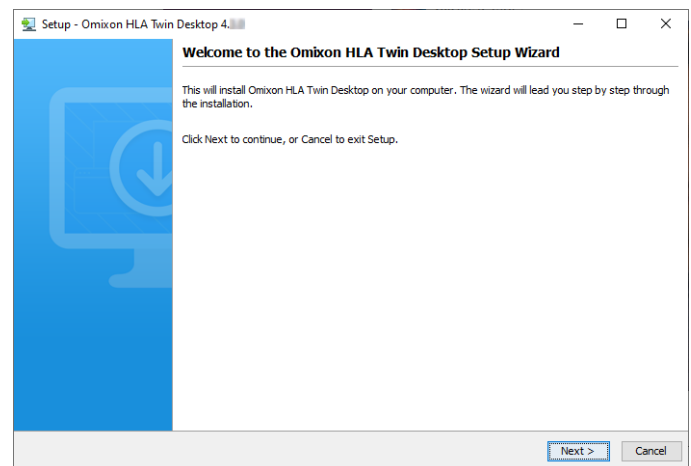 Setup - Omixon HLA Twin Desktop 4.
Welcome to the Omixon HLA Twin Desktop Setup Wizard
This will install Omixon HLA Twin Desktop on your computer. The wizard will lead you step by step through
the installation.
Click Next to continue, or Cancel to exit Setup.
Next >
Cancel